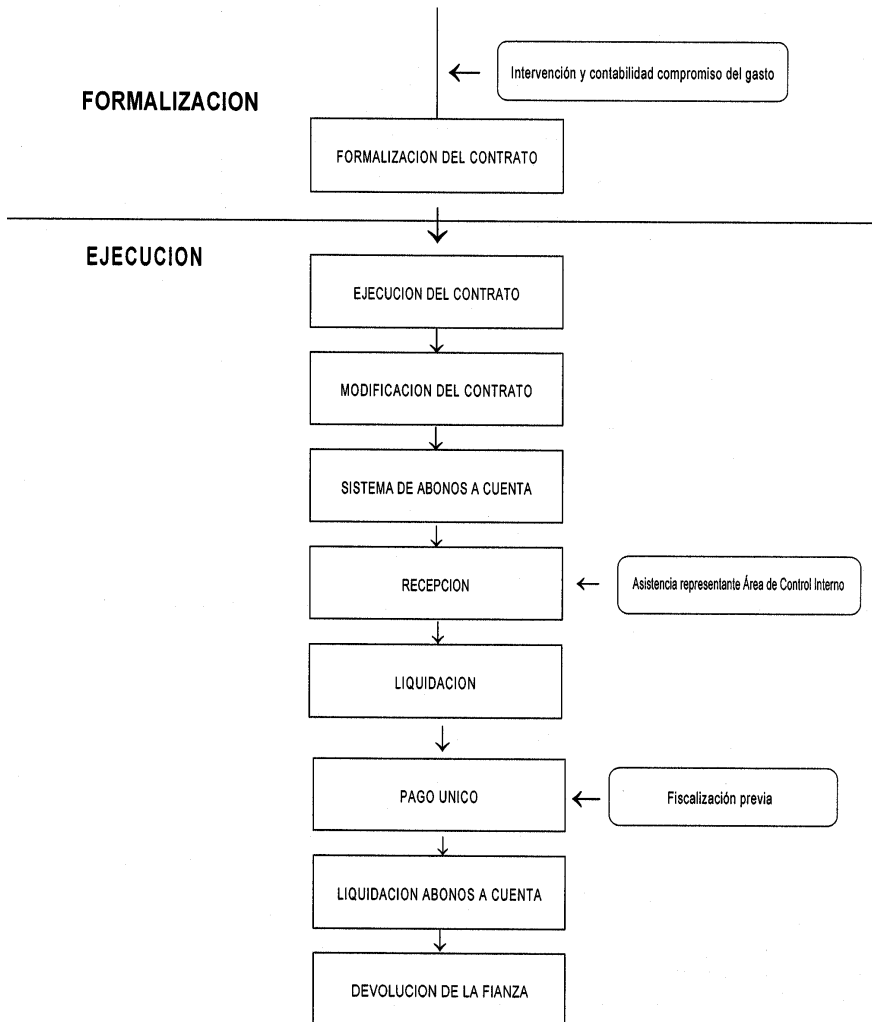 Intervención y contabilidad compromiso del gasto
FORMALIZACION
FORMALIZACION DEL CONTRATO
EJECUCION
EJECUCION DEL CONTRATO
MODIFICACION DEL CONTRATO
SISTEMA DE ABONOS A CUENTA
RECEPCION
Asistencia representante Área de Control Interno
LIQUIDACION
PAGO UNICO
Fiscalización previa
LIQUIDACION ABONOS A CUENTA
DEVOLUCION DE LA FIANZA